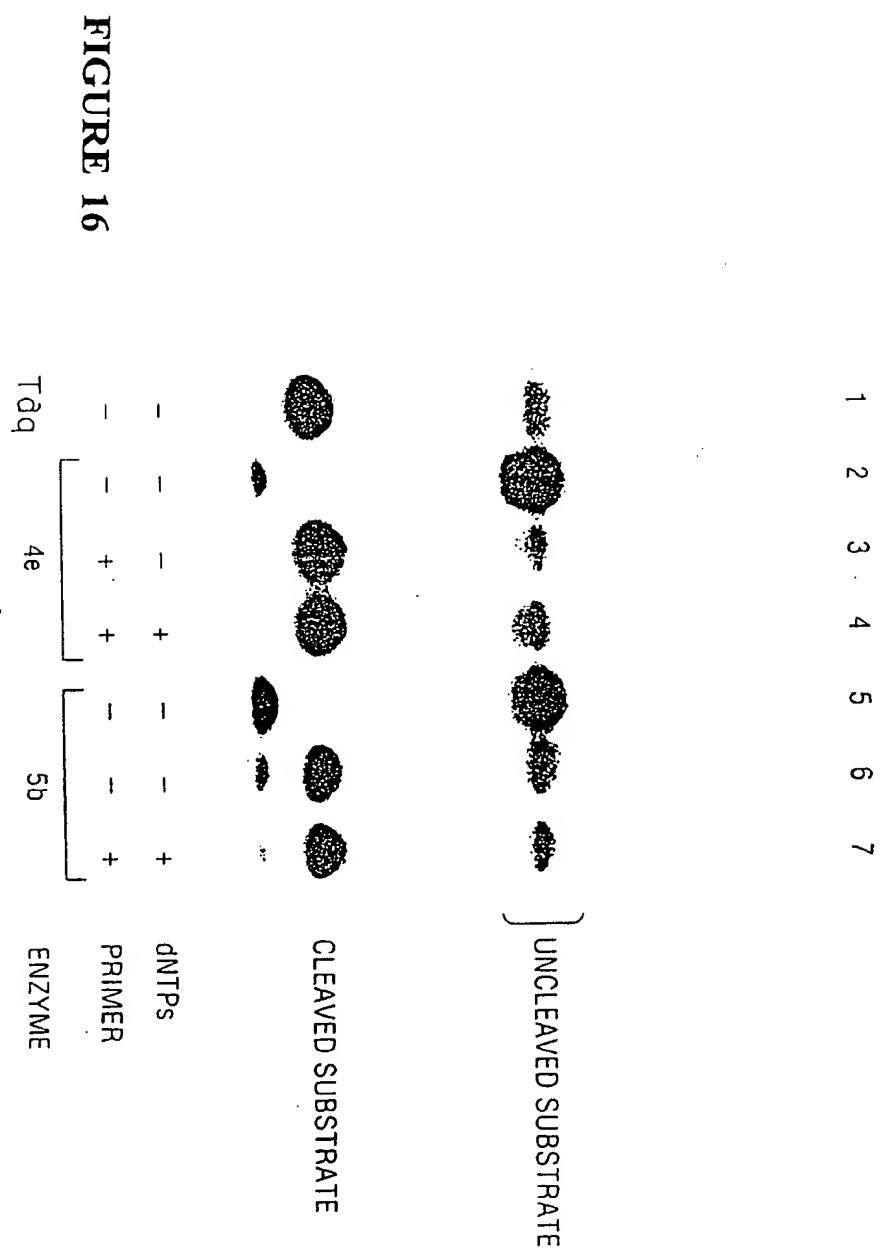 1 2 3 4 5 6 7
UNCLEAVED SUBSTRATE
CLEAVED SUBSTRATE
− − − + − − + dNTPs
− − + + − − + PRIMER
Taq 4e 5b ENZYME
FIGURE 16